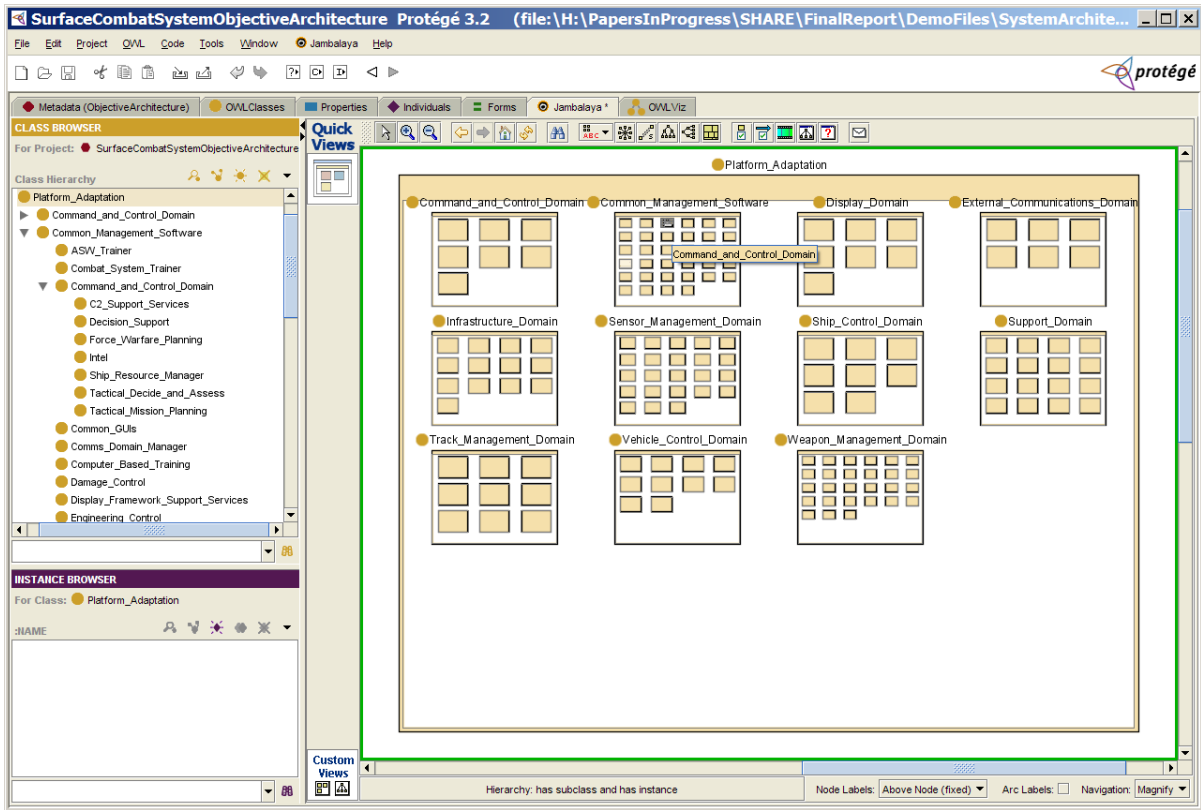 SurfaceCombatSystemObjectiveArchitecture Protégé 3.2 (file:\H:\PapersInProgress\SHARE\FinalReport\DemoFiles\SystemArchite...
File Edit Project OWL Code Tools Window Jambalaya Help
protégé
Metadata (ObjectiveArchitecture) OWLClasses Properties Individuals Forms Jambalaya * OWLViz
CLASS BROWSER
For Project: SurfaceCombatSystemObjectiveArchitecture
Class Hierarchy
Platform_Adaptation
Command_and_Control_Domain
Common_Management_Software
ASW_Trainer
Combat_System_Trainer
Command_and_Control_Domain
C2_Support_Services
Decision_Support
Force_Warfare_Planning
Intel
Ship_Resource_Manager
Tactical_Decide_and_Assess
Tactical_Mission_Planning
Common_GUIs
Comms_Domain_Manager
Computer_Based_Training
Damage_Control
Display_Framework_Support_Services
Engineering_Control
INSTANCE BROWSER
For Class: Platform_Adaptation
:NAME
Quick
Views
ABC
Platform_Adaptation
Command_and_Control_Domain Common_Management_Software Display_Domain External_Communications_Domain
Command_and_Control_Domain
Infrastructure_Domain Sensor_Management_Domain Ship_Control_Domain Support_Domain
Track_Management_Domain Vehicle_Control_Domain Weapon_Management_Domain
Custom
Views
Hierarchy: has subclass and has instance Node Labels: Above Node (fixed) Arc Labels: Navigation: Magnify